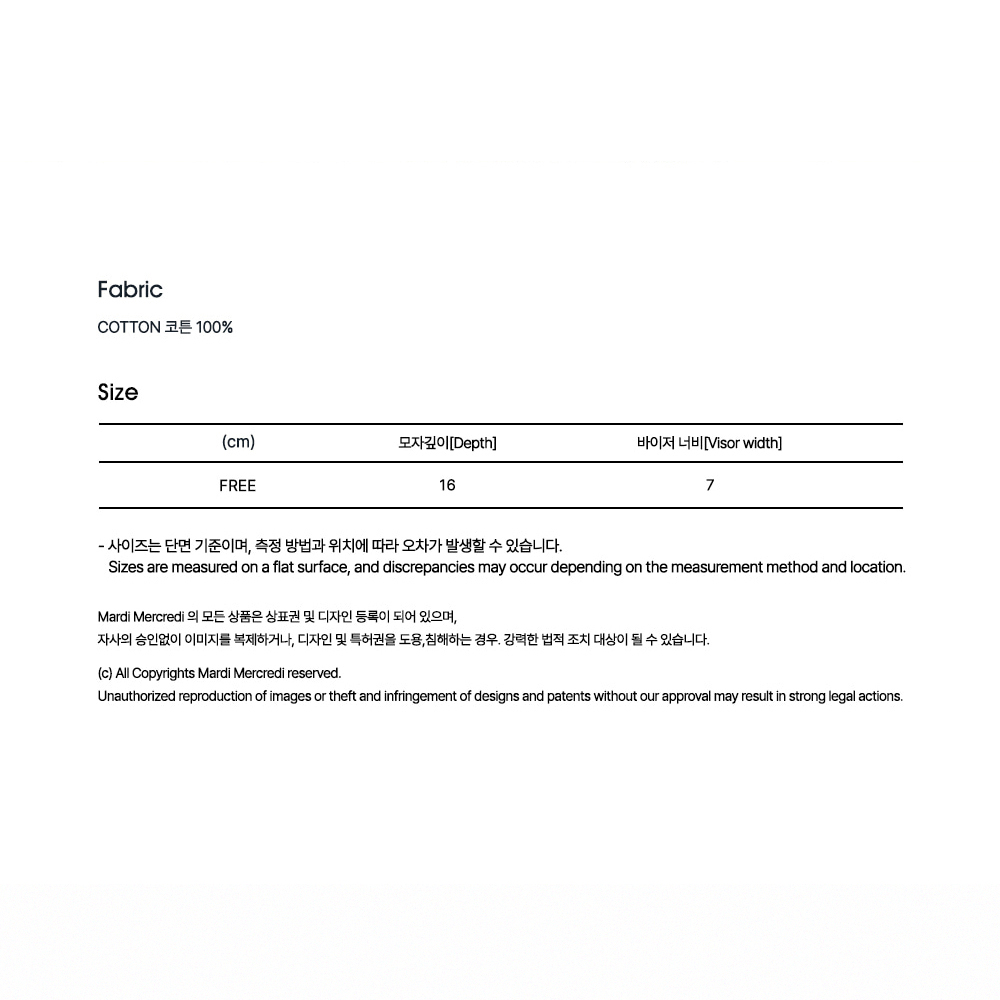 Fabric
COTTON 코튼 100%
Size
(cm) 모자깊이[Depth] 바이저 너비[Visor width]
FREE 16 7
- 사이즈는 단면 기준이며, 측정 방법과 위치에 따라 오차가 발생할 수 있습니다.
Sizes are measured on a flat surface, and discrepancies may occur depending on the measurement method and location.
Mardi Mercredi 의 모든 상품은 상표권 및 디자인 등록이 되어 있으며,
자사의 승인없이 이미지를 복제하거나, 디자인 및 특허권을 도용,침해하는 경우. 강력한 법적 조치 대상이 될 수 있습니다.
(c) All Copyrights Mardi Mercredi reserved.
Unauthorized reproduction of images or theft and infringement of designs and patents without our approval may result in strong legal actions.